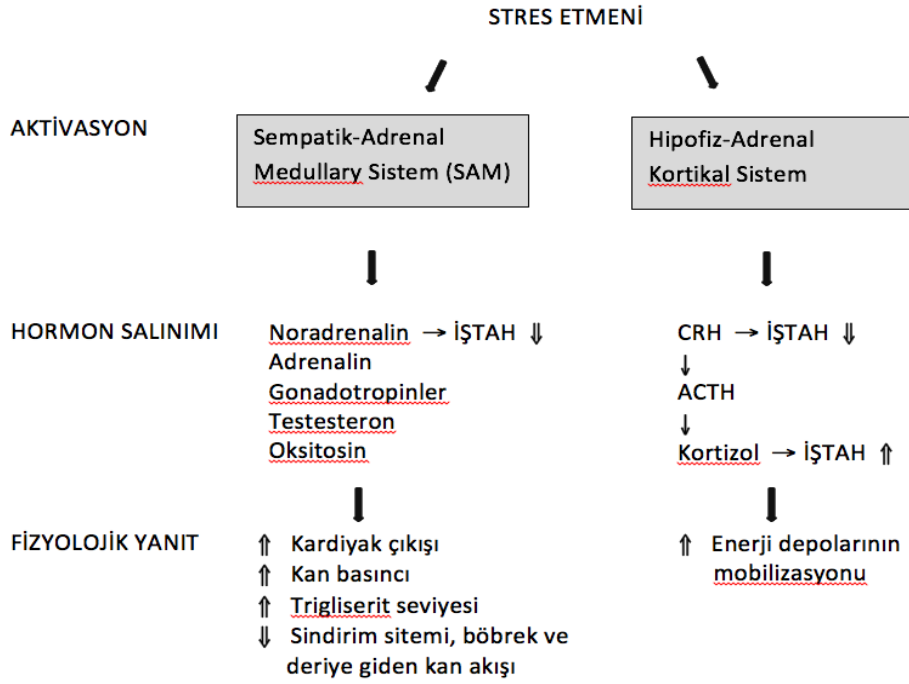 STRES ETMENİ
AKTİVASYON
Sempatik-Adrenal
Medullary Sistem (SAM)
Hipofiz-Adrenal
Kortikal Sistem
HORMON SALINIMI
Noradrenalin → İŞTAH ⇓
Adrenalin
Gonadotropinler
Testesteron
Oksitosin
CRH → İŞTAH ⇓
↓
ACTH
↓
Kortizol → İŞTAH ⇑
FİZYOLOJİK YANIT
⇑ Kardiyak çıkışı
⇑ Kan basıncı
⇑ Trigliserit seviyesi
⇓ Sindirim sitemi, böbrek ve
deriye giden kan akışı
⇑ Enerji depolarının
mobilizasyonu